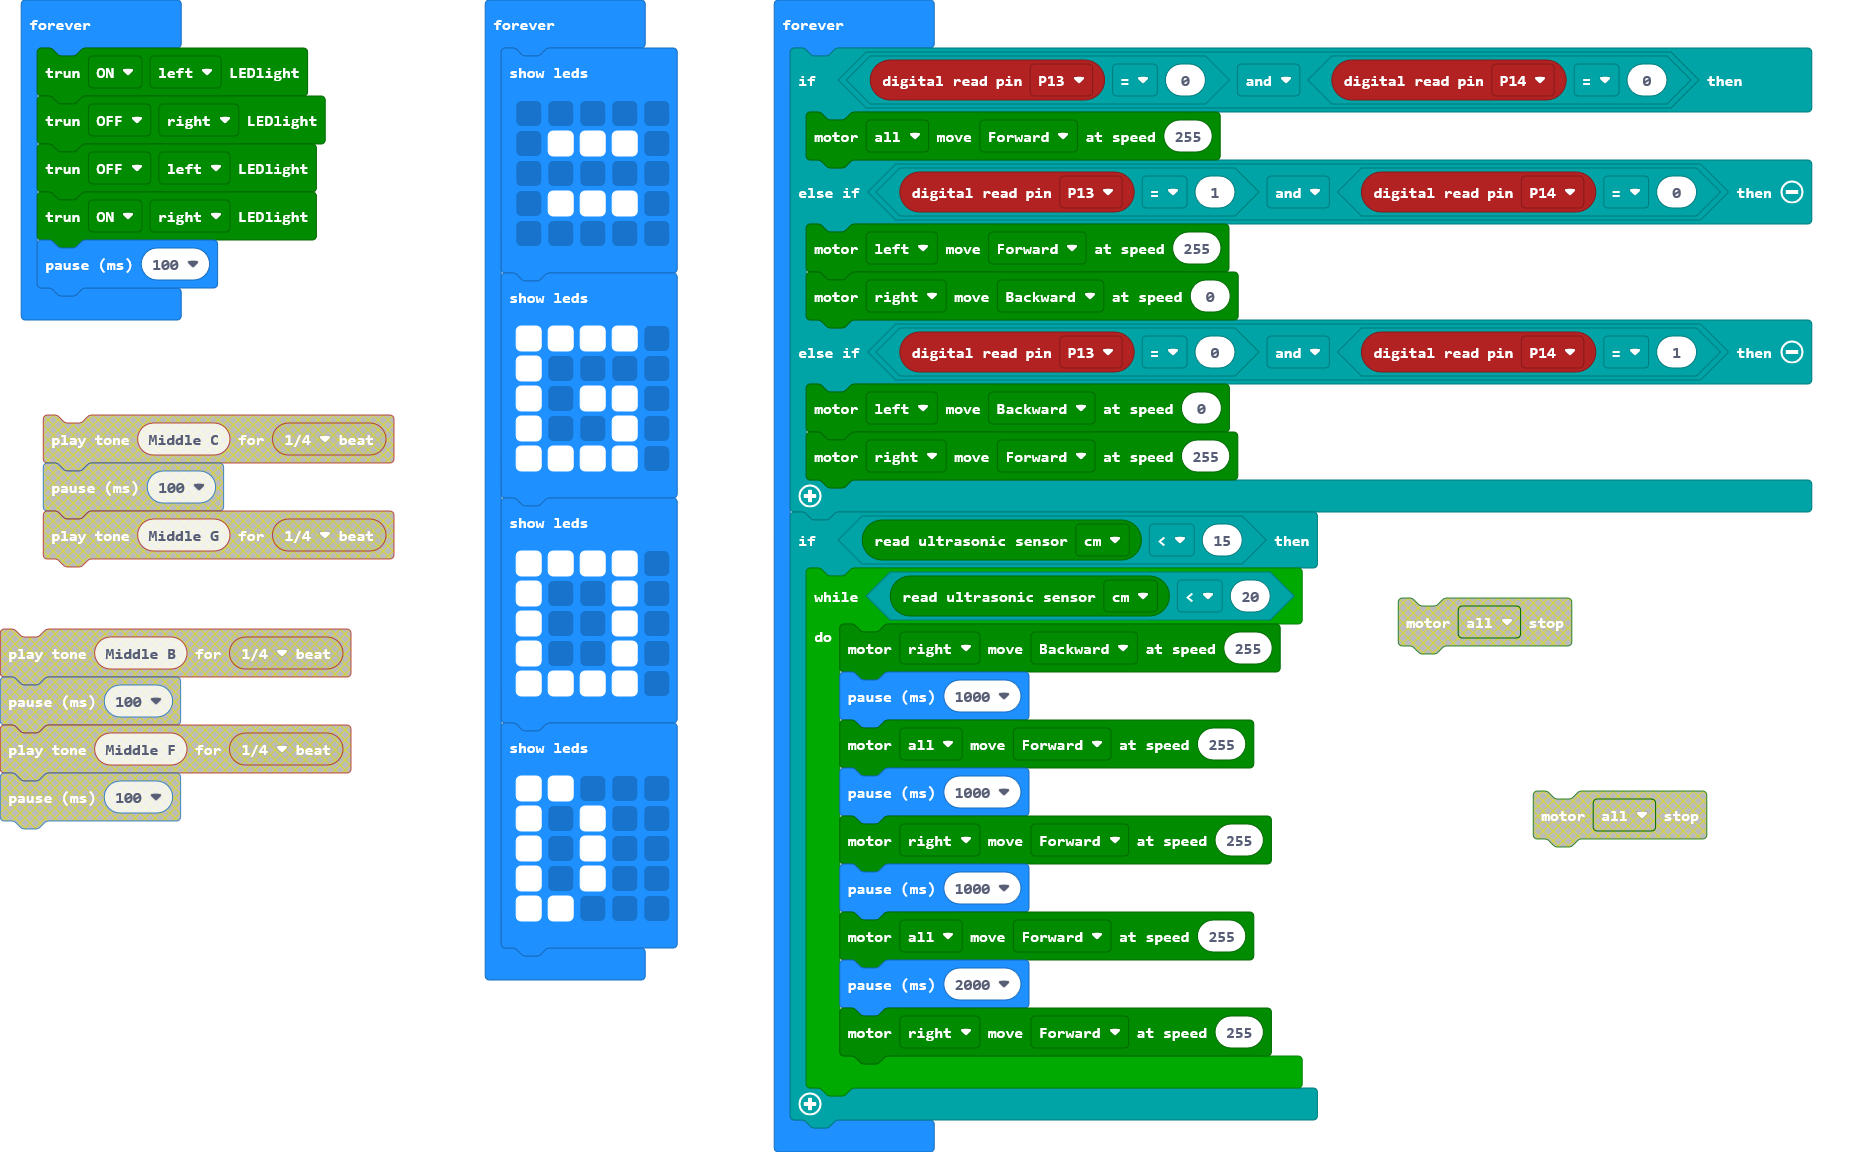 forever
trun ON left LEDlight
trun OFF right LEDlight
trun OFF left LEDlight
trun ON right LEDlight
pause (ms) 100
play tone Middle C for 1/4 beat
pause (ms) 100
play tone Middle G for 1/4 beat
play tone Middle B for 1/4 beat
pause (ms) 100
play tone Middle F for 1/4 beat
pause (ms) 100
forever
show leds
show leds
show leds
show leds
forever
if digital read pin P13 = 0 and digital read pin P14 = 0 then
motor all move Forward at speed 255
else if digital read pin P13 = 1 and digital read pin P14 = 0 then
motor left move Forward at speed 255
motor right move Backward at speed 0
else if digital read pin P13 = 0 and digital read pin P14 = 1 then
motor left move Backward at speed 0
motor right move Forward at speed 255
if read ultrasonic sensor cm < 15 then
while read ultrasonic sensor cm < 20
do motor right move Backward at speed 255
pause (ms) 1000
motor all move Forward at speed 255
pause (ms) 1000
motor right move Forward at speed 255
pause (ms) 1000
motor all move Forward at speed 255
pause (ms) 2000
motor right move Forward at speed 255
motor all stop
motor all stop